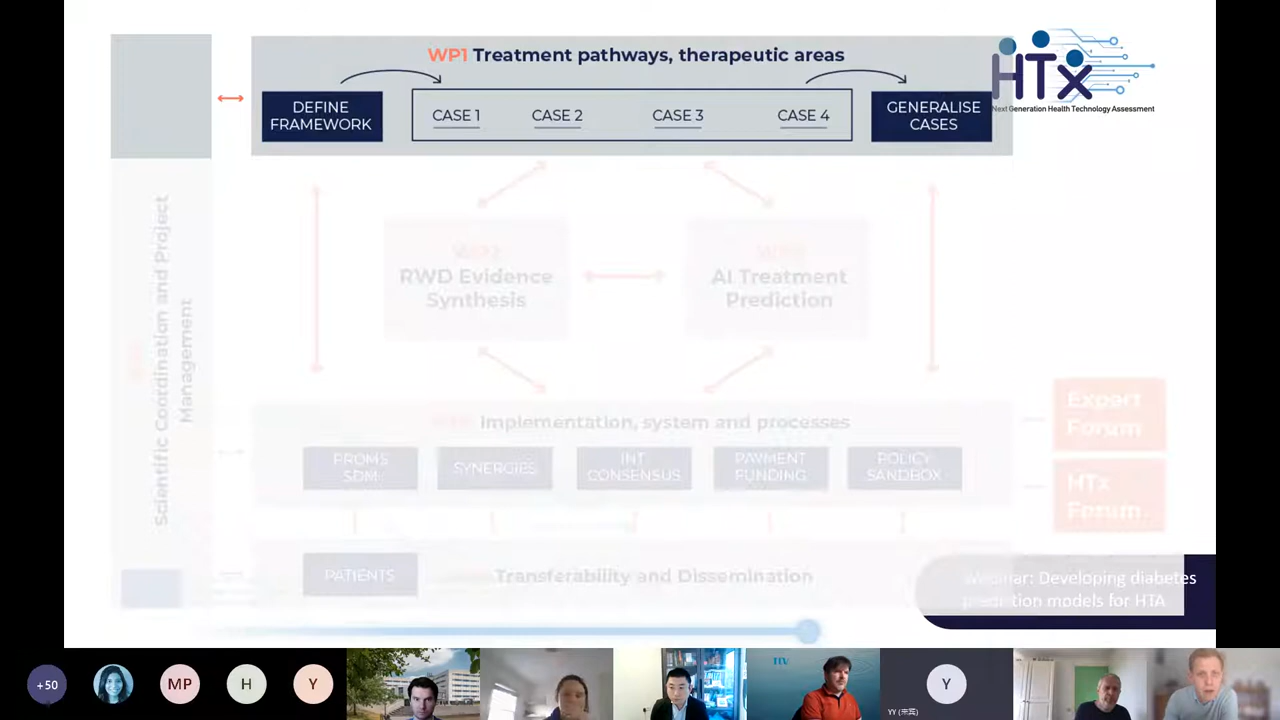 WP1 Treatment pathways, therapeutic areas
HTx
Next Generation Health Technology Assessment
DEFINE
FRAMEWORK
CASE 1
CASE 2
CASE 3
CASE 4
GENERALISE
CASES
Scientific Coordination and Project
Management
RWD Evidence
Synthesis
AI Treatment
Prediction
Implementation, system and processes
PROMS
SDM
SYNERGIES
INT.
CONSENSUS
PAYMENT
FUNDING
POLICY
SANDBOX
Expert
Forum
HTx
Forum
PATIENTS
Transferability and Dissemination
Webinar: Developing diabetes
prediction models for HTA
+50
MP
H
Y
Y